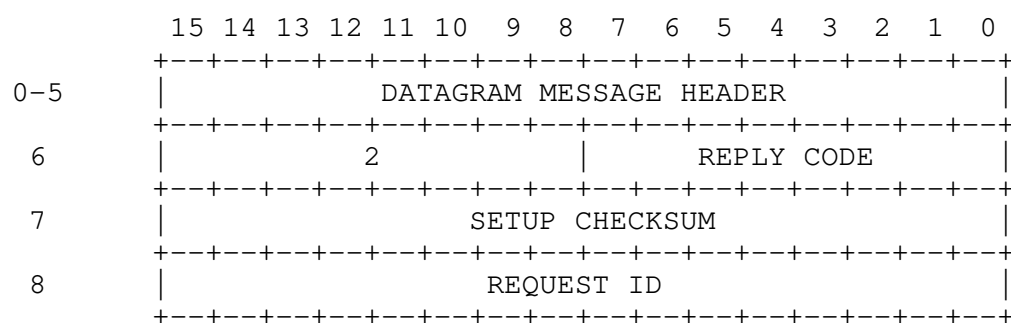 15 14 13 12 11 10 9 8 7 6 5 4 3 2 1 0
+--+--+--+--+--+--+--+--+--+--+--+--+--+--+--+--+
0-5 | DATAGRAM MESSAGE HEADER |
+--+--+--+--+--+--+--+--+--+--+--+--+--+--+--+--+
6 | 2 | REPLY CODE |
+--+--+--+--+--+--+--+--+--+--+--+--+--+--+--+--+
7 | SETUP CHECKSUM |
+--+--+--+--+--+--+--+--+--+--+--+--+--+--+--+--+
8 | REQUEST ID |
+--+--+--+--+--+--+--+--+--+--+--+--+--+--+--+--+